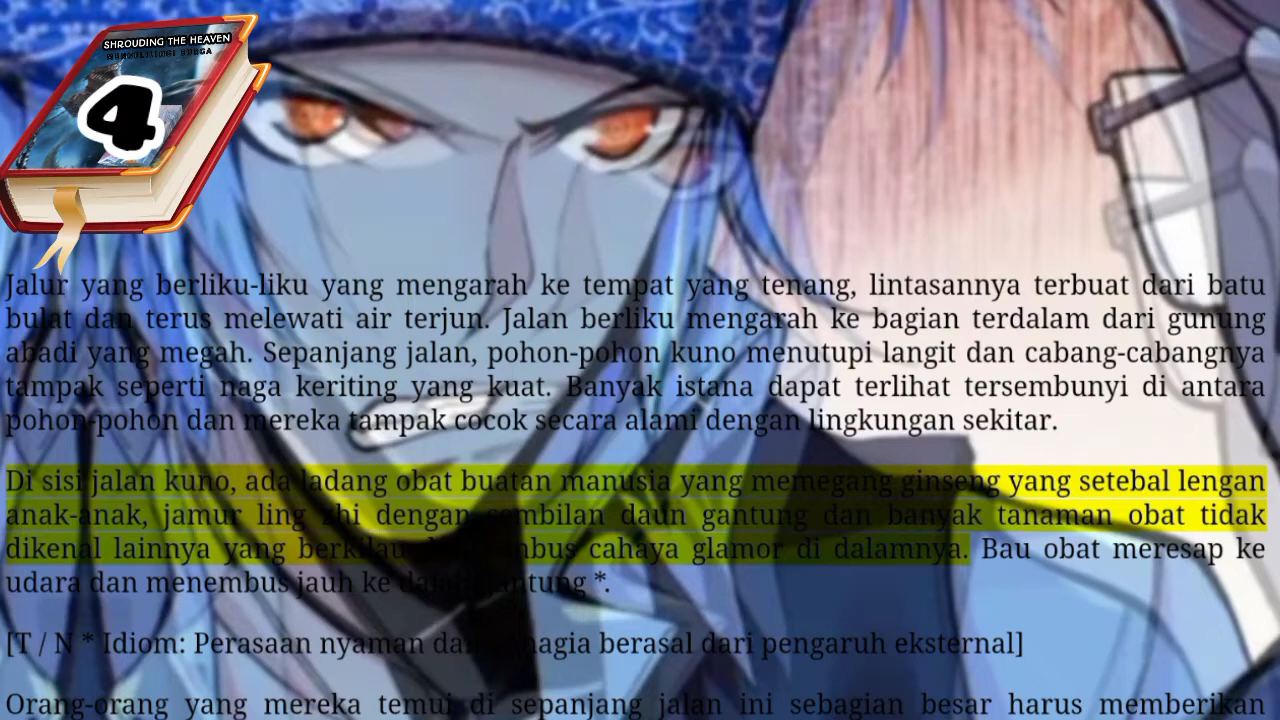 SHROUDING THE HEAVEN
4
Jalur yang berliku-liku yang mengarah ke tempat yang tenang, lintasannya terbuat dari batu
bulat dan terus melewati air terjun. Jalan berliku mengarah ke bagian terdalam dari gunung
abadi yang megah. Sepanjang jalan, pohon-pohon kuno menutupi langit dan cabang-cabangnya
tampak seperti naga keriting yang kuat. Banyak istana dapat terlihat tersembunyi di antara
pohon-pohon dan mereka tampak cocok secara alami dengan lingkungan sekitar.
Di sisi jalan kuno, ada ladang obat buatan manusia yang memegang ginseng yang setebal lengan
anak-anak, jamur ling zhi dengan sembilan daun gantung dan banyak tanaman obat tidak
dikenal lainnya yang cahaya glamor di dalamnya. Bau obat meresap ke
udara dan menembus jauh ke dalam jantung *.
[T / N * Idiom: Perasaan nyaman dan bahagia berasal dari pengaruh eksternal]
Orang-orang yang mereka temui di sepanjang jalan ini sebagian besar harus memberikan